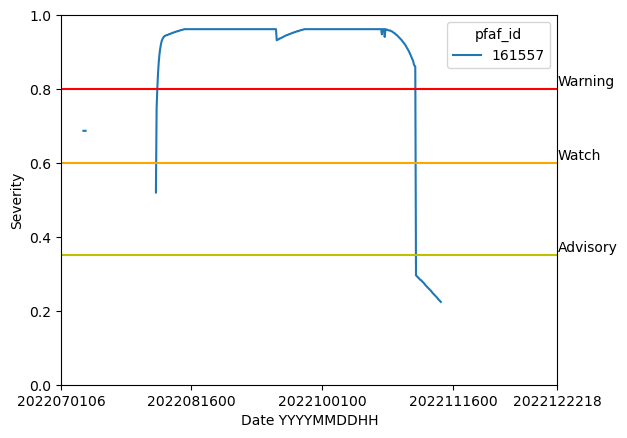 1.0
pfaf_id
161557
Warning
0.8
Watch
0.6
Severity
0.4
Advisory
0.2
0.0
2022070106 2022081600 2022100100 2022111600 2022122218
Date YYYYMMDDHH